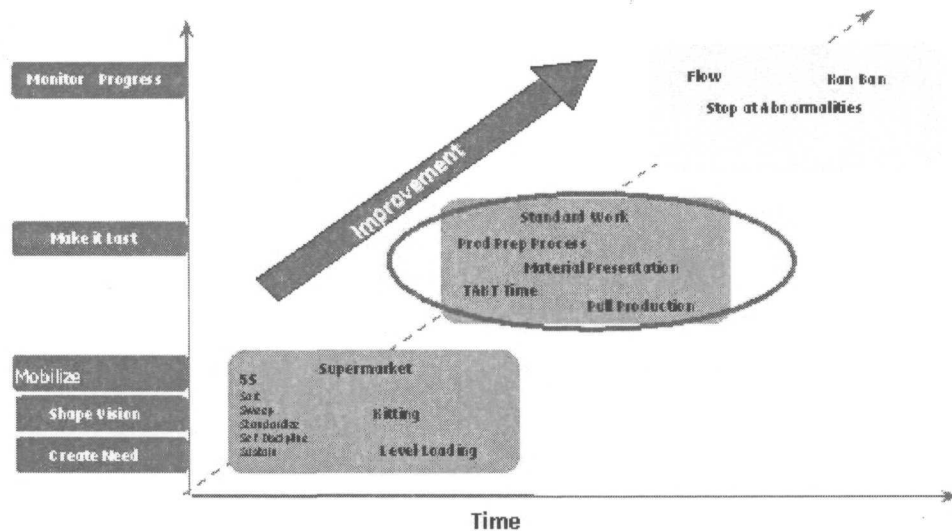 Monitor Progress
Make it Last
Mobilize
Shape Vision
Create Need
Improvement
Flow
Kan Ban
Stop at Abnormalities
Standard Work
Prod Prep Process
Material Presentation
TAKT Time
Pull Production
Supermarket
5S
Sort
Sweep
Standardize
Self Discipline
Sustain
Kitting
Level Loading
Time